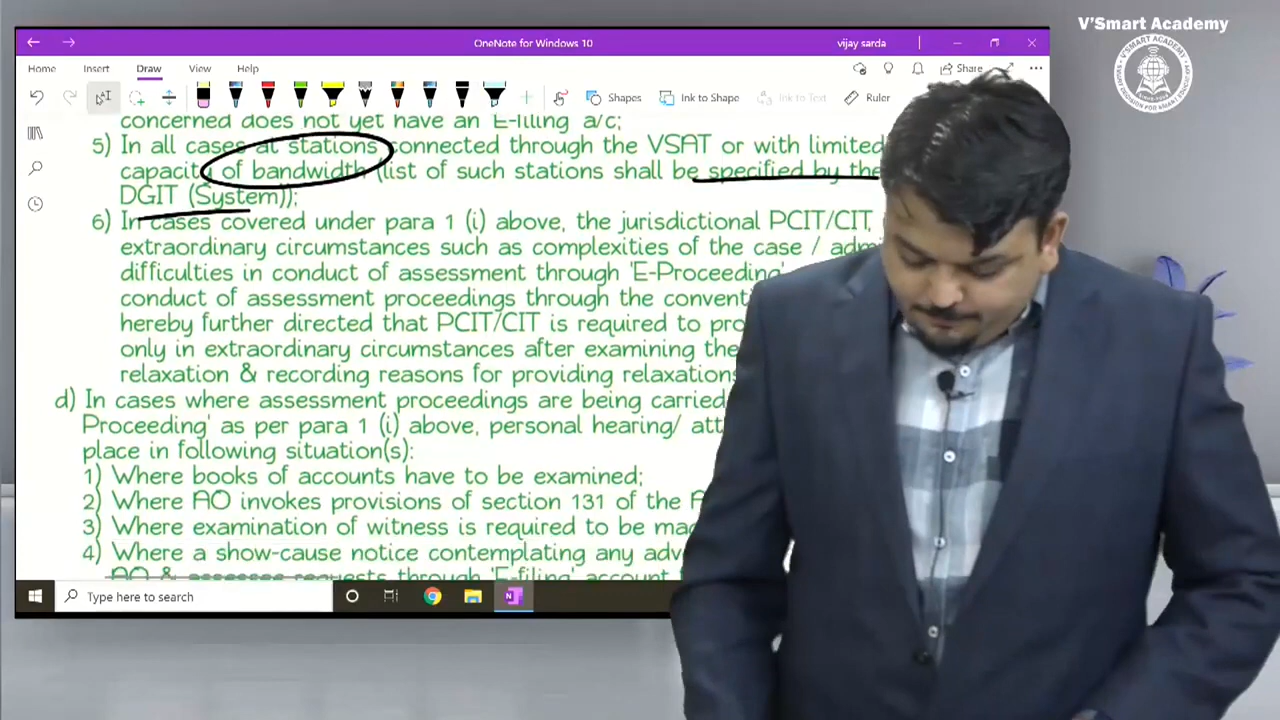 V'Smart Academy
OneNote for Windows 10
vijay sarda
Home Insert Draw View Help
Share
Shapes Ink to Shape Ink to Text Ruler
concerned does not yet have an E-filling a/c;
5) In all cases at stations connected through the VSAT or with limited
capacity of bandwidth (list of such stations shall be specified by the
DGIT (System));
6) In cases covered under para 1 (i) above, the jurisdictional PCIT/CIT,
extraordinary circumstances such as complexities of the case /
difficulties in conduct of assessment through 'E-Proceeding'
conduct of assessment proceedings through the
hereby further directed that PCIT/CIT is required to
only in extraordinary circumstances after examining the
relaxation & recording reasons for providing relaxations
d) In cases where assessment proceedings are being carried
Proceeding' as per para 1 (i) above, personal hearing/
place in following situation(s):
1) Where books of accounts have to be examined;
2) Where AO invokes provisions of section 131 of the
3) Where examination of witness is required to be
4) Where a show-cause notice contemplating any
AO & assessee requests through 'E-filing' account
Type here to search